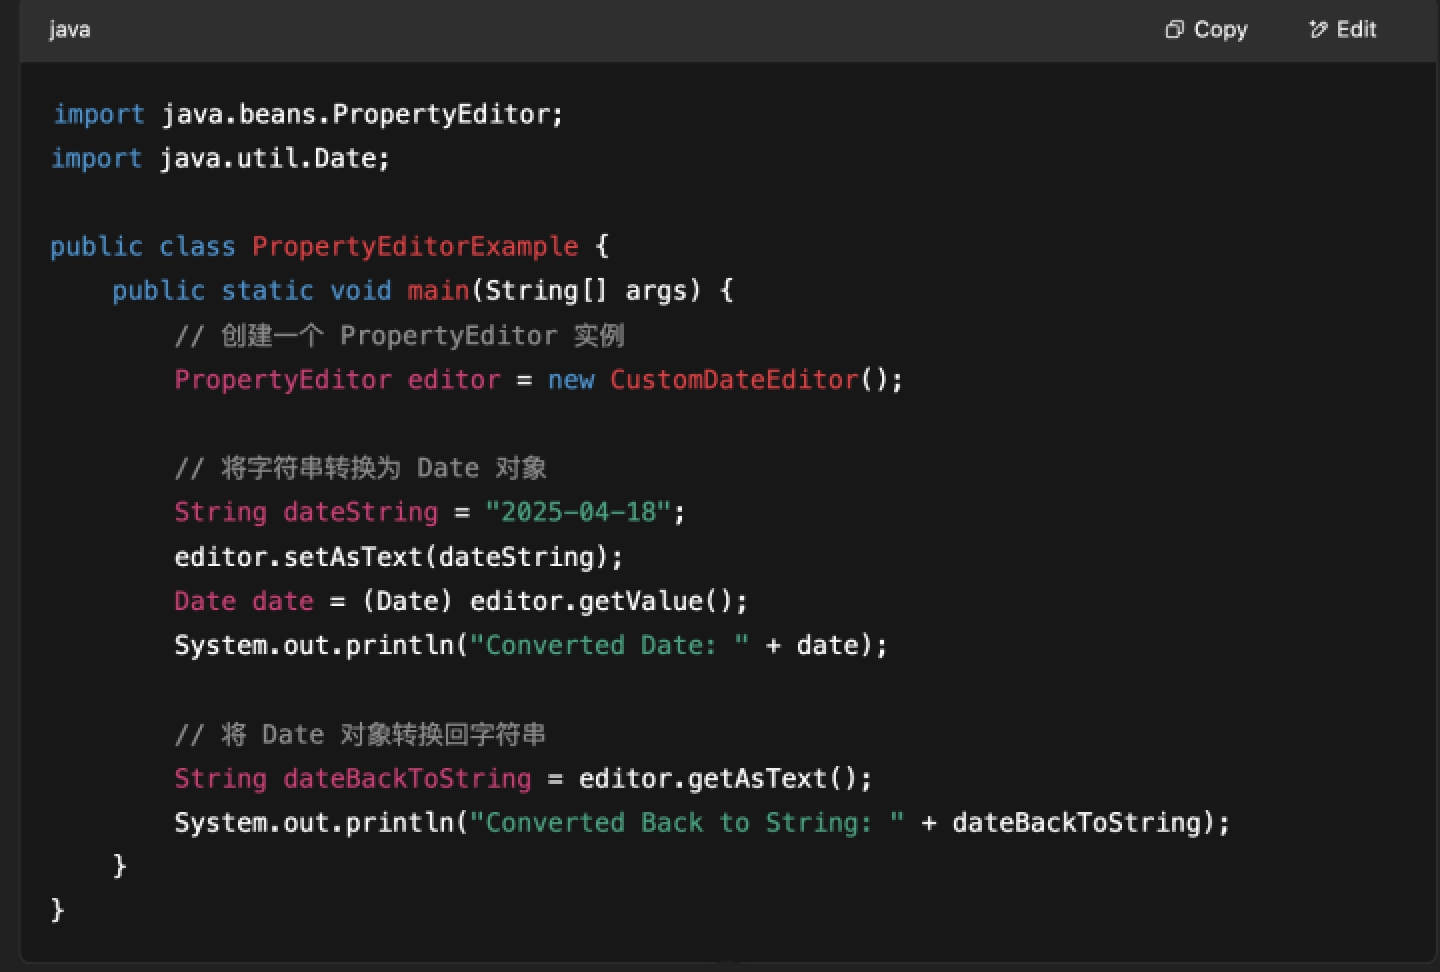 java
Copy
Edit
import java.beans.PropertyEditor;
import java.util.Date;
public class PropertyEditorExample {
    public static void main(String[] args) {
        // 创建一个 PropertyEditor 实例
        PropertyEditor editor = new CustomDateEditor();
        // 将字符串转换为 Date 对象
        String dateString = "2025-04-18";
        editor.setAsText(dateString);
        Date date = (Date) editor.getValue();
        System.out.println("Converted Date: " + date);
        // 将 Date 对象转换回字符串
        String dateBackToString = editor.getAsText();
        System.out.println("Converted Back to String: " + dateBackToString);
    }
}